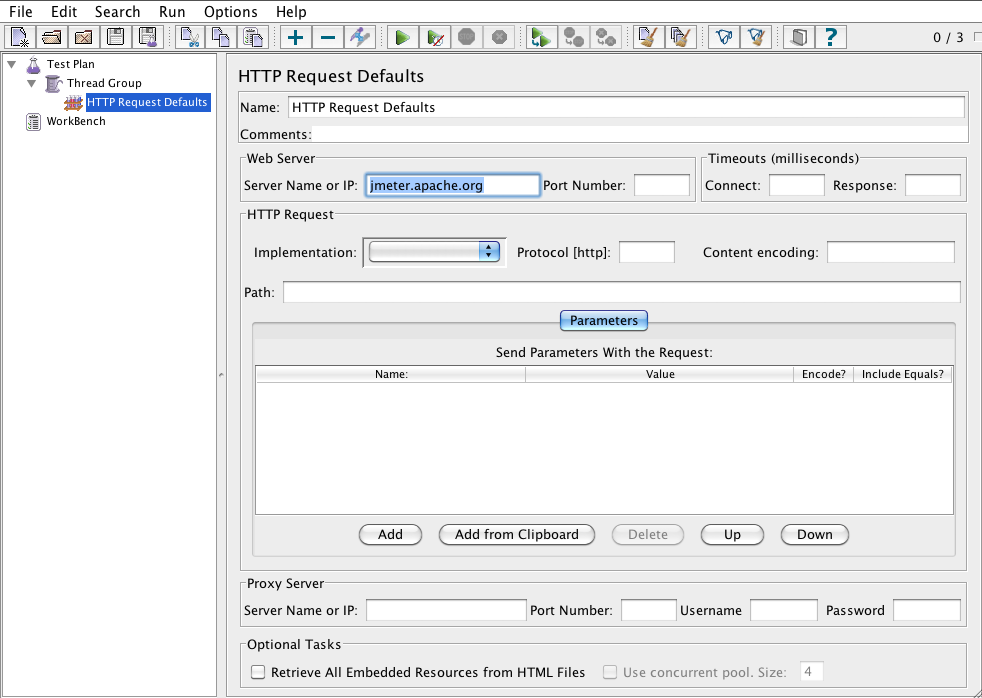 File Edit Search Run Options Help
0 / 3
Test Plan
Thread Group
HTTP Request Defaults
WorkBench
HTTP Request Defaults
Name: HTTP Request Defaults
Comments:
Web Server
Server Name or IP: jmeter.apache.org Port Number:
Timeouts (milliseconds)
Connect: Response:
HTTP Request
Implementation: Protocol [http]: Content encoding:
Path:
Parameters
Send Parameters With the Request:
Name: Value Encode? Include Equals?
Add Add from Clipboard Delete Up Down
Proxy Server
Server Name or IP: Port Number: Username Password
Optional Tasks
Retrieve All Embedded Resources from HTML Files Use concurrent pool. Size: 4